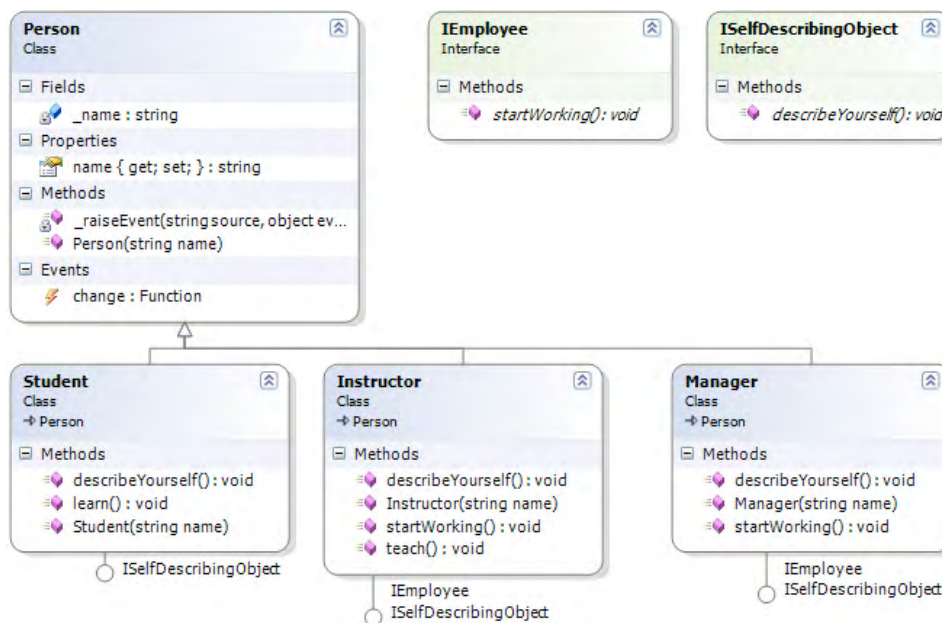 Person
Class
Fields
_name : string
Properties
name { get; set; } : string
Methods
_raiseEvent(string source, object ev...
Person(string name)
Events
change : Function
IEmployee
Interface
Methods
startWorking(): void
ISelfDescribingObject
Interface
Methods
describeYourself(): void
Student
Class
Person
Methods
describeYourself() : void
learn() : void
Student(string name)
ISelfDescribingObject
Instructor
Class
Person
Methods
describeYourself() : void
Instructor(string name)
startWorking() : void
teach() : void
IEmployee
ISelfDescribingObject
Manager
Class
Person
Methods
describeYourself() : void
Manager(string name)
startWorking() : void
IEmployee
ISelfDescribingObject